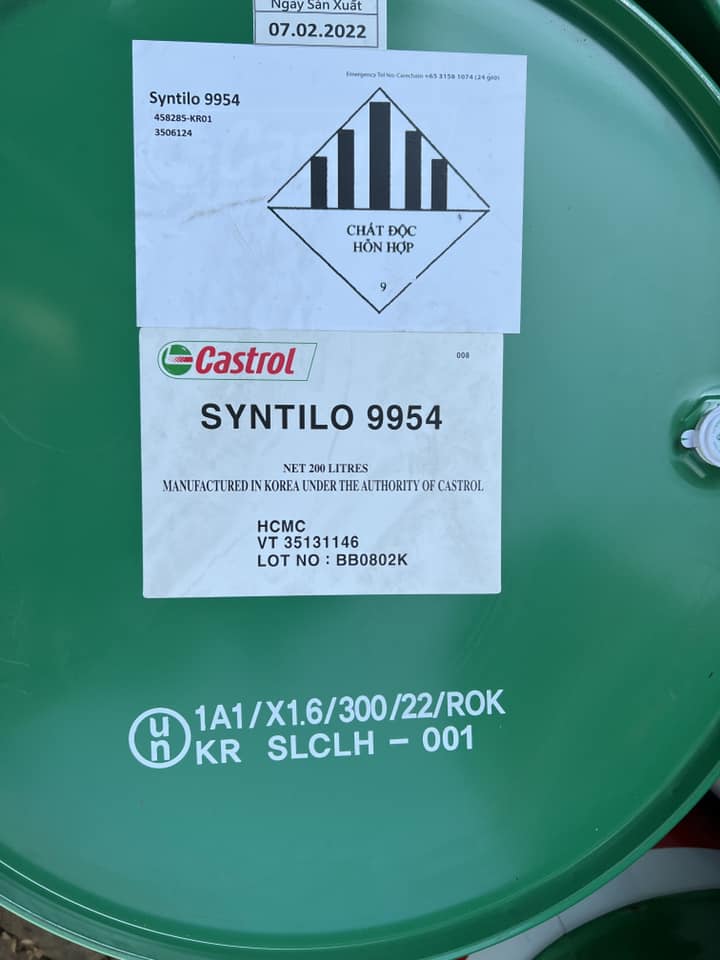 Ngày Sản Xuất
07.02.2022
Emergency Tel No: Carechem +65 3158 1074 (24 giờ)
Syntilo 9954
458285-KR01
3506124
CHẤT ĐỘC
HỖN HỢP
9
Castrol
008
SYNTILO 9954
NET 200 LITRES
MANUFACTURED IN KOREA UNDER THE AUTHORITY OF CASTROL
HCMC
VT 35131146
LOT NO : BB0802K
un 1A1/X1.6/300/22/ROK
KR SLCLH - 001